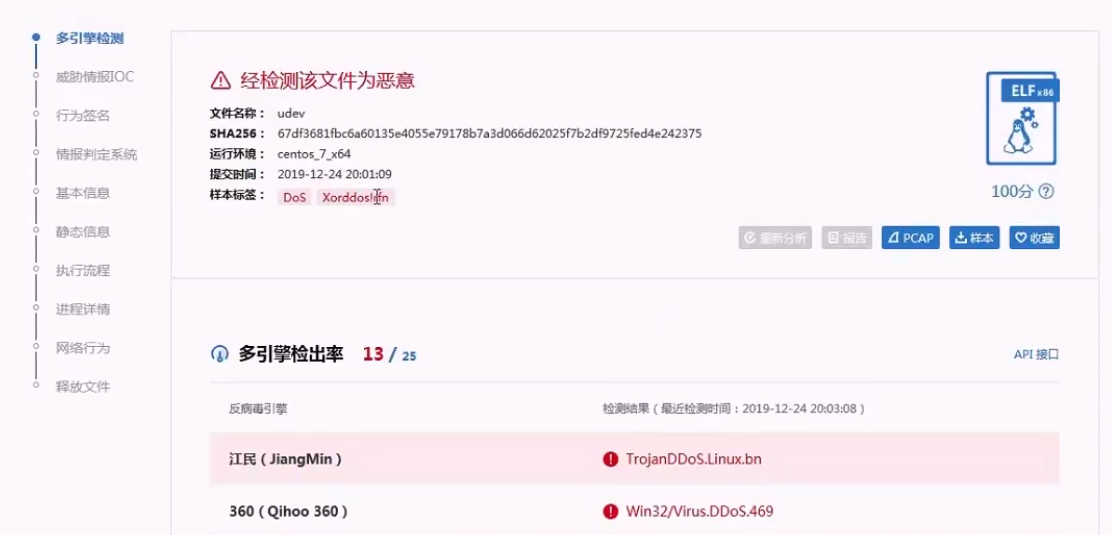 多引擎检测
威胁情报IOC
行为签名
情报判定系统
基本信息
静态信息
执行流程
进程详情
网络行为
释放文件
经检测该文件为恶意
文件名称： udev
SHA256： 67df3681fbc6a60135e4055e79178b7a3d066d62025f7b2df9725fed4e242375
运行环境： centos_7_x64
提交时间： 2019-12-24 20:01:09
样本标签： DoS
ELF x86
100分
重新分析 报告 PCAP 样本 收藏
多引擎检出率 13 / 25 API 接口
反病毒引擎 检测结果（最近检测时间：2019-12-24 20:03:08）
江民（JiangMin） TrojanDDoS.Linux.bn
360（Qihoo 360） Win32/Virus.DDoS.469